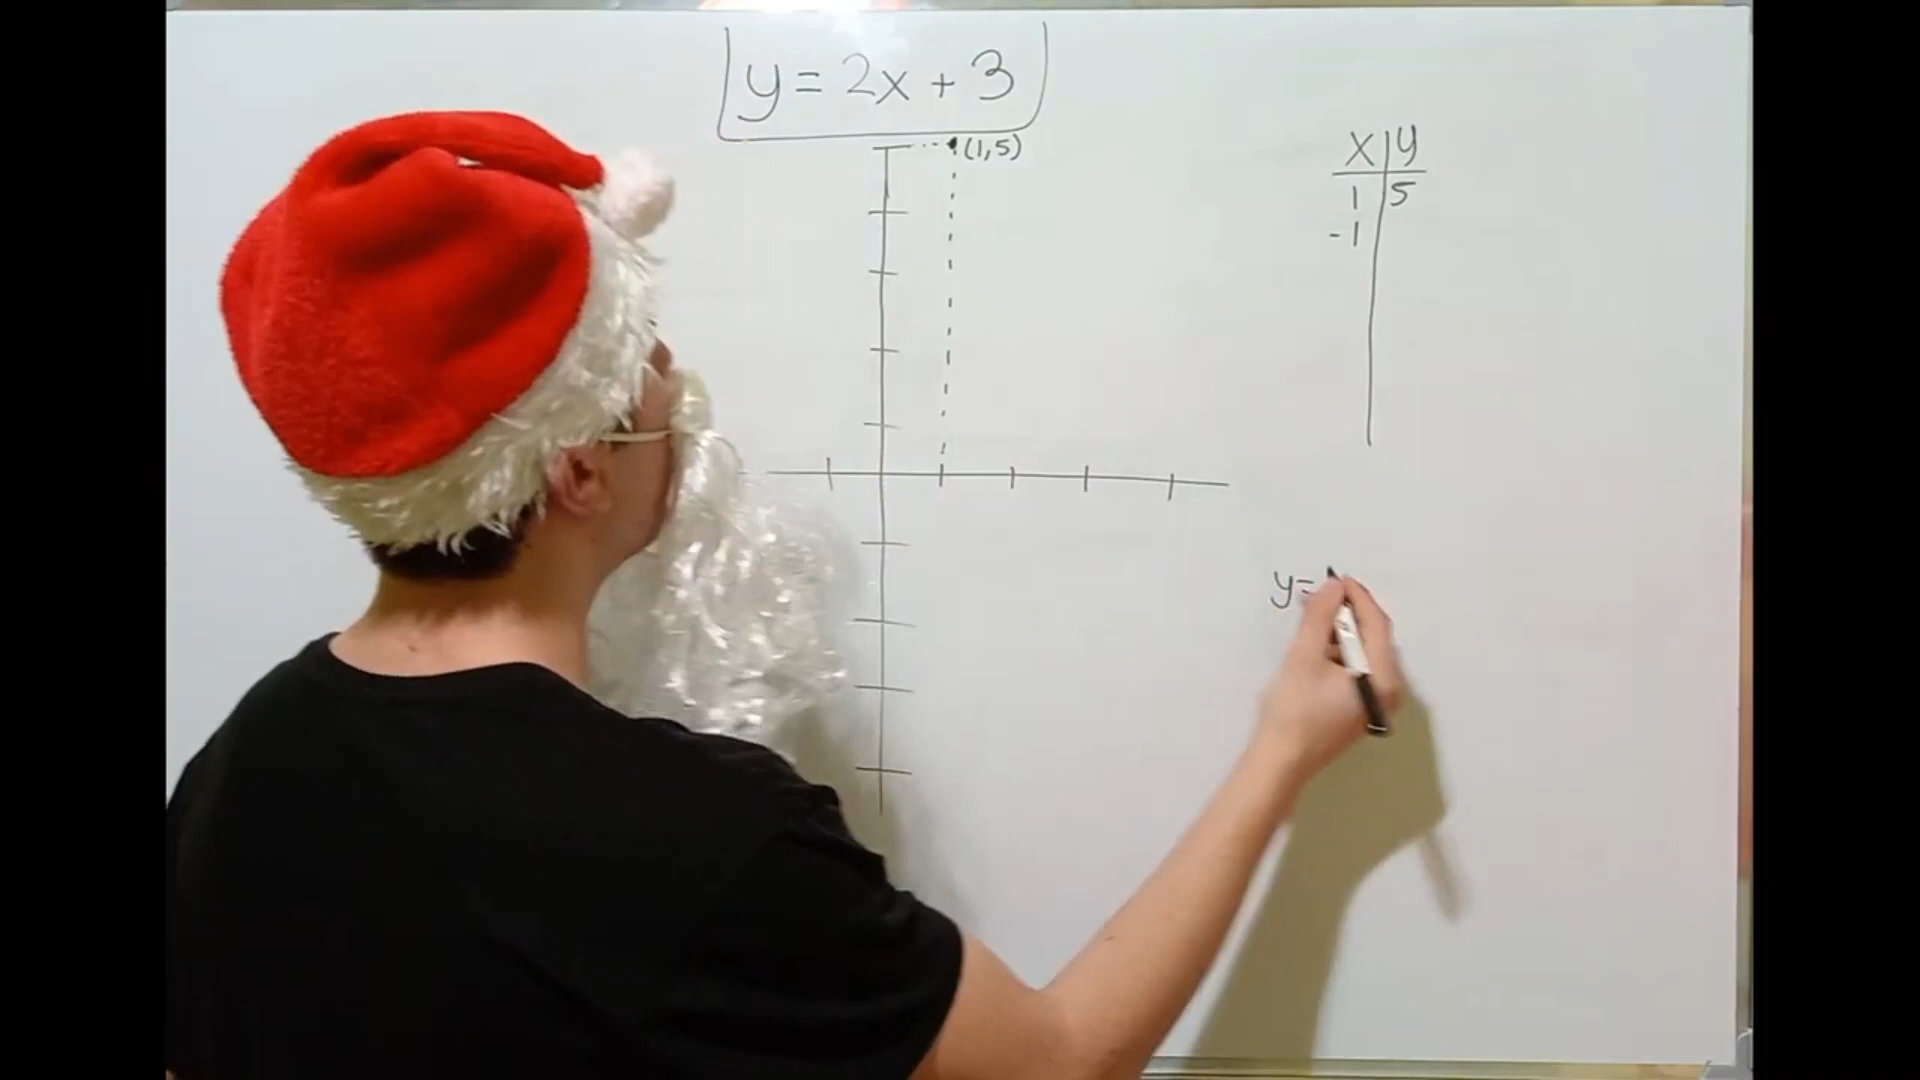 y = 2x + 3
(1,5)
x y
1 5
-1
y=